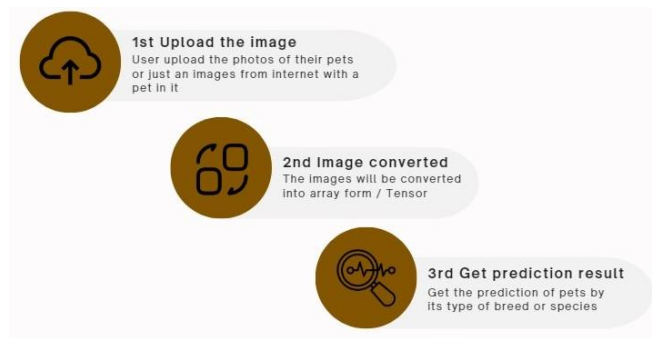 1st Upload the image
User upload the photos of their pets
or just an images from internet with a
pet in it
2nd Image converted
The images will be converted
into array form / Tensor
3rd Get prediction result
Get the prediction of pets by
its type of breed or species